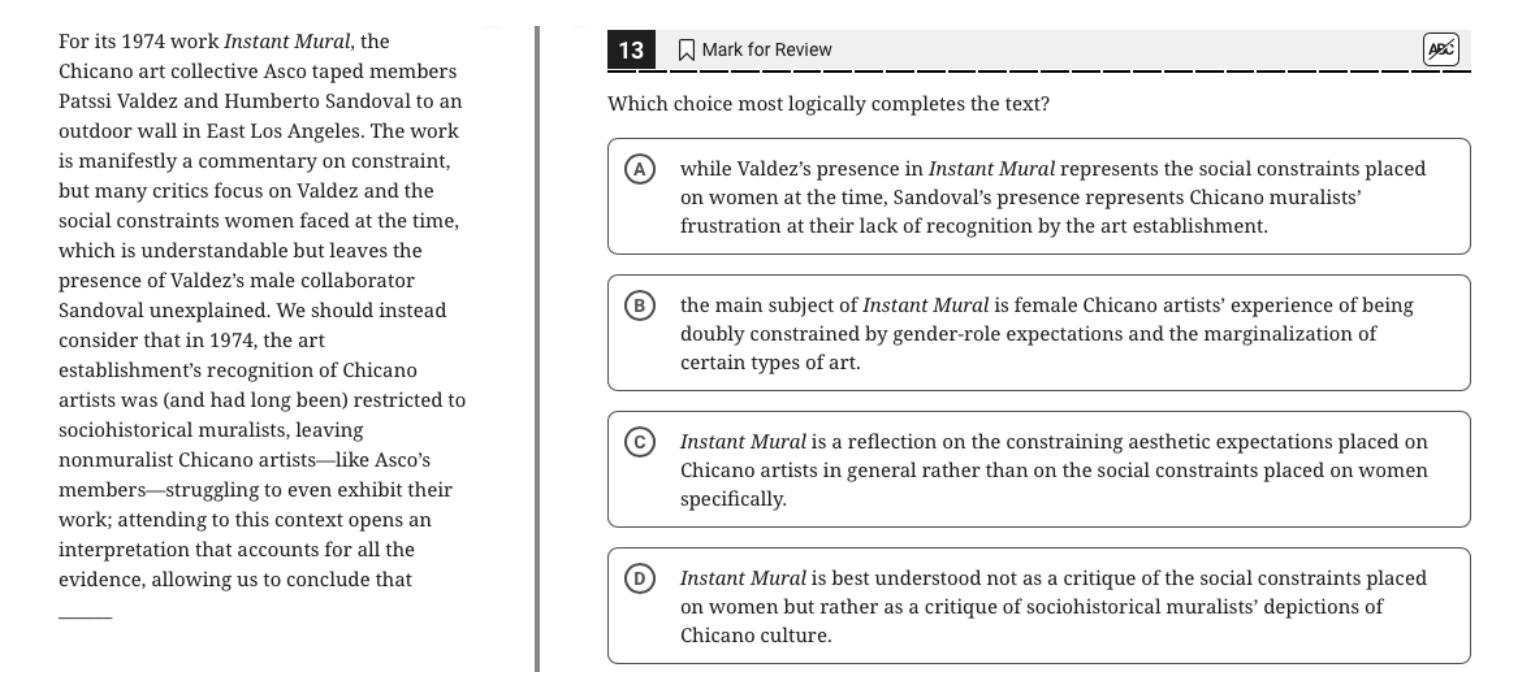 For its 1974 work Instant Mural, the
Chicano art collective Asco taped members
Patssi Valdez and Humberto Sandoval to an
outdoor wall in East Los Angeles. The work
is manifestly a commentary on constraint,
but many critics focus on Valdez and the
social constraints women faced at the time,
which is understandable but leaves the
presence of Valdez’s male collaborator
Sandoval unexplained. We should instead
consider that in 1974, the art
establishment’s recognition of Chicano
artists was (and had long been) restricted to
sociohistorical muralists, leaving
nonmuralist Chicano artists—like Asco’s
members—struggling to even exhibit their
work; attending to this context opens an
interpretation that accounts for all the
evidence, allowing us to conclude that
______
13 Mark for Review ABC
Which choice most logically completes the text?
A while Valdez’s presence in Instant Mural represents the social constraints placed
on women at the time, Sandoval’s presence represents Chicano muralists’
frustration at their lack of recognition by the art establishment.
B the main subject of Instant Mural is female Chicano artists’ experience of being
doubly constrained by gender-role expectations and the marginalization of
certain types of art.
C Instant Mural is a reflection on the constraining aesthetic expectations placed on
Chicano artists in general rather than on the social constraints placed on women
specifically.
D Instant Mural is best understood not as a critique of the social constraints placed
on women but rather as a critique of sociohistorical muralists’ depictions of
Chicano culture.